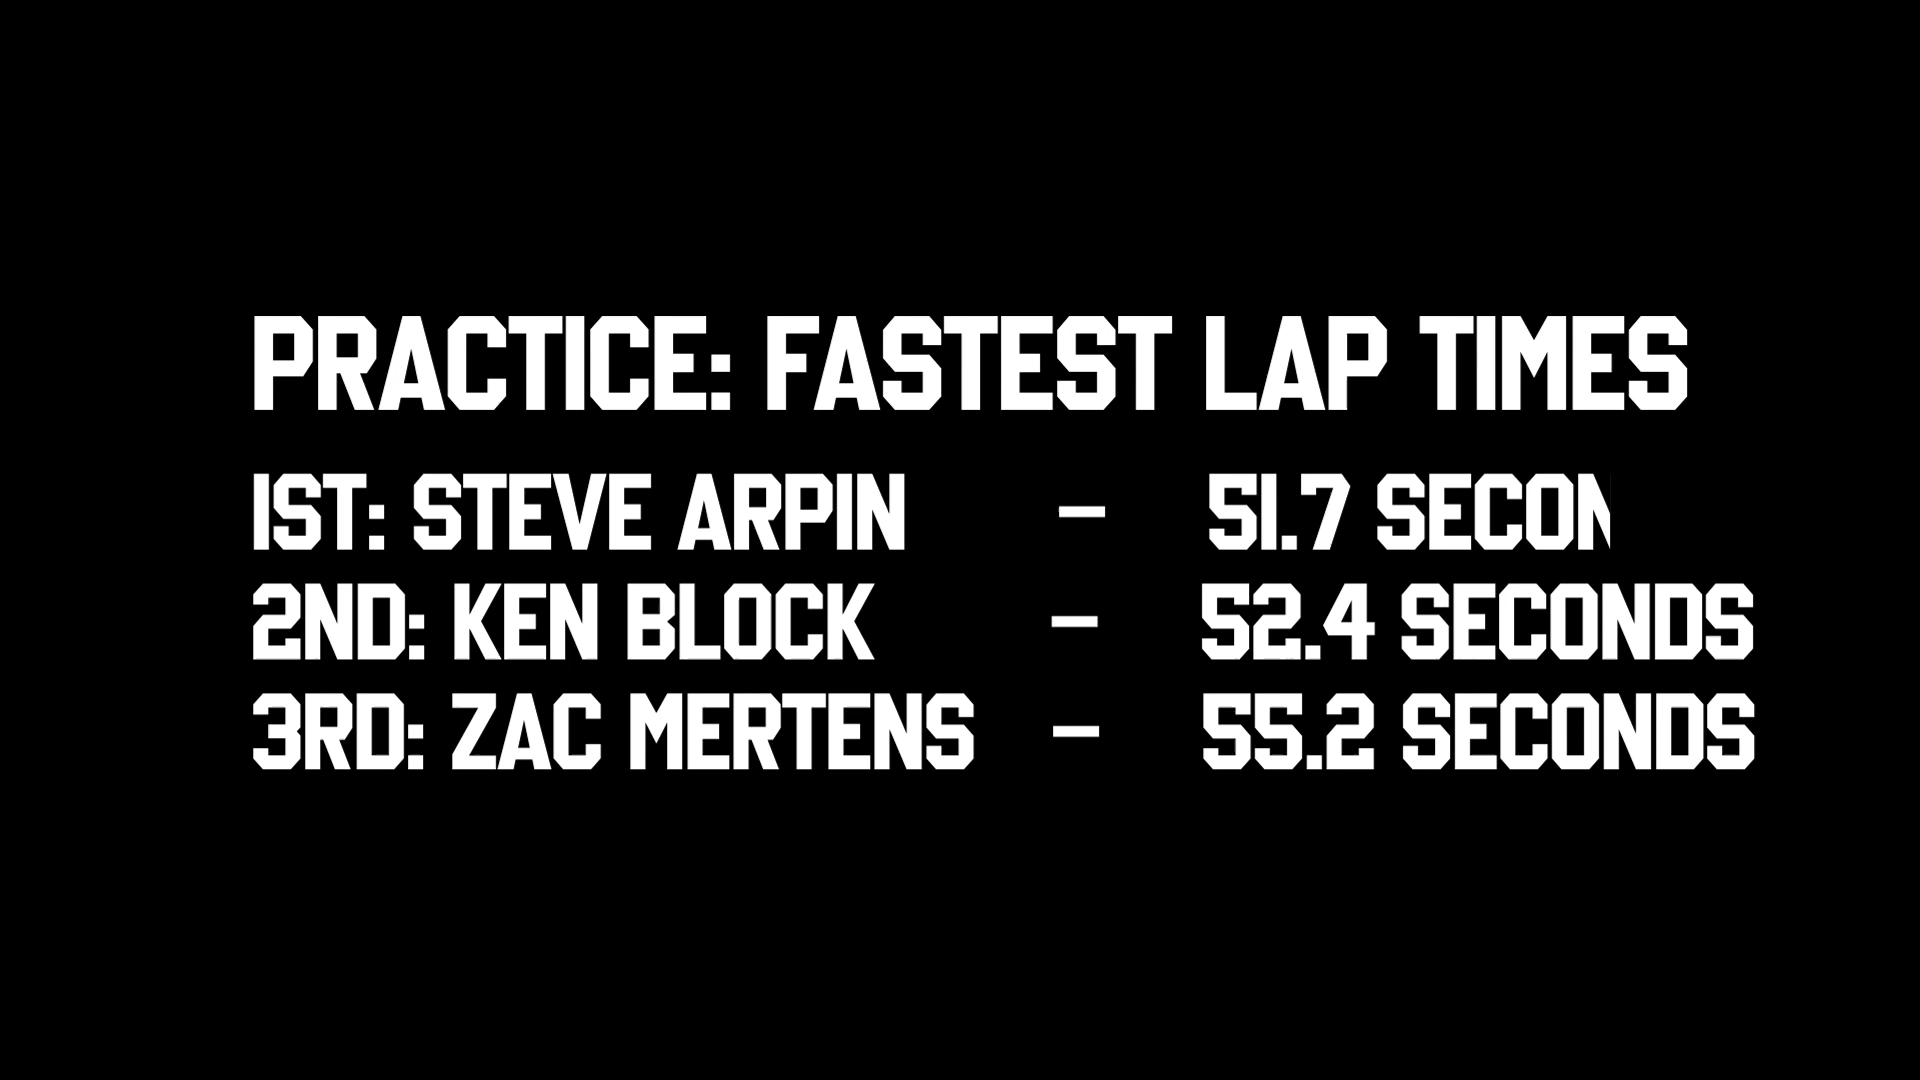 PRACTICE: FASTEST LAP TIMES
1ST: STEVE ARPIN – 51.7 SECON
2ND: KEN BLOCK – 52.4 SECONDS
3RD: ZAC MERTENS – 55.2 SECONDS